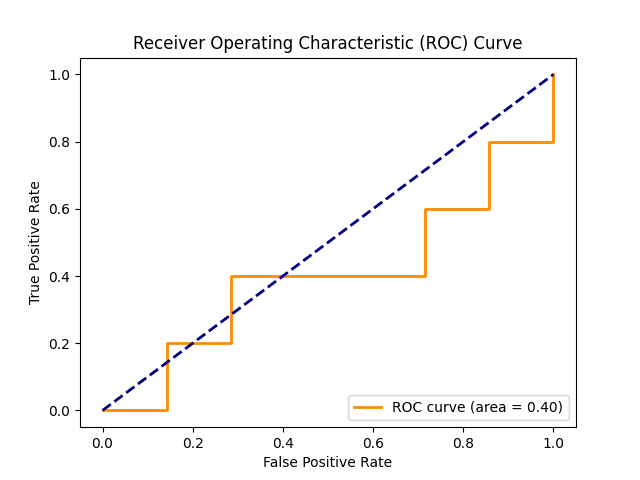 Receiver Operating Characteristic (ROC) Curve
1.0
0.8
0.6
0.4
0.2
0.0
True Positive Rate
ROC curve (area = 0.40)
0.0 0.2 0.4 0.6 0.8 1.0
False Positive Rate